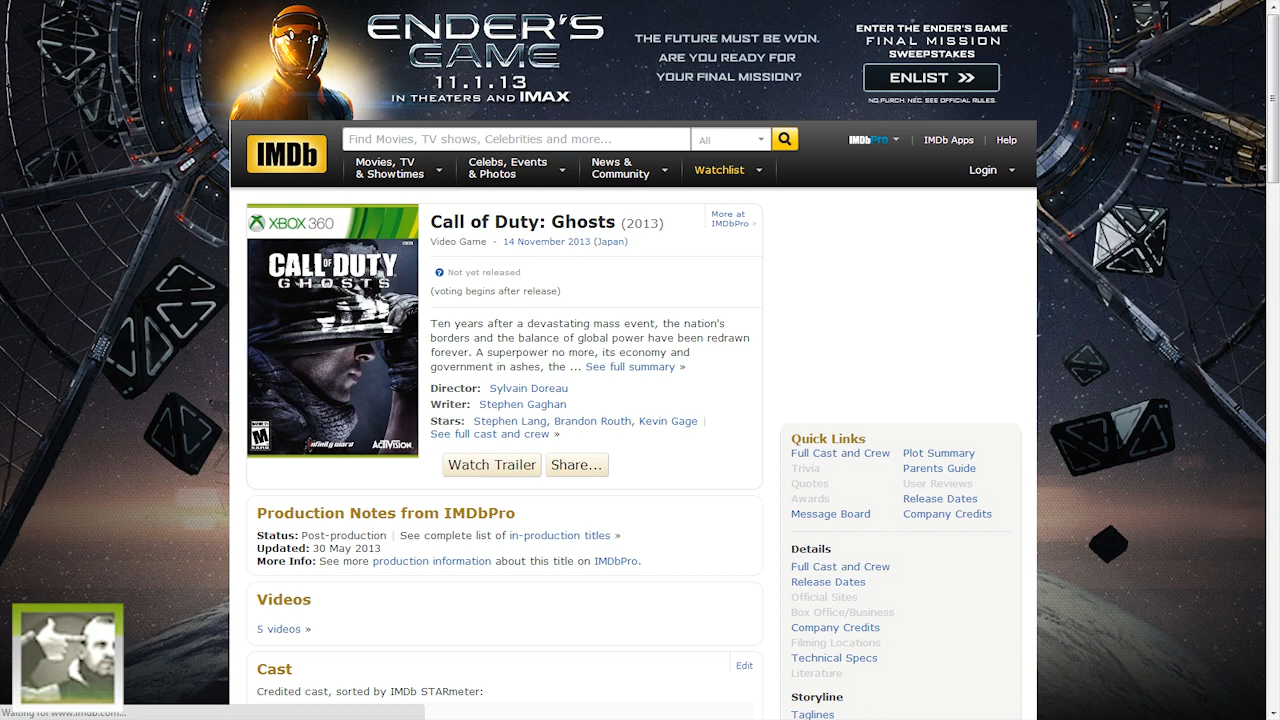 ENDER'S
GAME
11.1.13
IN THEATERS AND IMAX
THE FUTURE MUST BE WON.
ARE YOU READY FOR
YOUR FINAL MISSION?
ENTER THE ENDER'S GAME
FINAL MISSION
SWEEPSTAKES
ENLIST >>
NO. PURCH. NEC. SEE OFFICIAL RULES.
IMDb
Find Movies, TV shows, Celebrities and more...
All
IMDbPro | IMDb Apps | Help
Movies, TV
& Showtimes
Celebs, Events
& Photos
News &
Community
Watchlist
Login
XBOX 360
CALL OF DUTY
GHOSTS
M
Infinity Ward
ACTIVISION
Call of Duty: Ghosts (2013)
More at
IMDbPro »
Video Game - 14 November 2013 (Japan)
? Not yet released
(voting begins after release)
Ten years after a devastating mass event, the nation's
borders and the balance of global power have been redrawn
forever. A superpower no more, its economy and
government in ashes, the ... See full summary »
Director: Sylvain Doreau
Writer: Stephen Gaghan
Stars: Stephen Lang, Brandon Routh, Kevin Gage |
See full cast and crew »
Watch Trailer
Share...
Production Notes from IMDbPro
Status: Post-production | See complete list of in-production titles »
Updated: 30 May 2013
More Info: See more production information about this title on IMDbPro.
Videos
5 videos »
Cast
Edit
Credited cast, sorted by IMDb STARmeter:
Quick Links
Full Cast and Crew
Plot Summary
Trivia
Parents Guide
Quotes
User Reviews
Awards
Release Dates
Message Board
Company Credits
Details
Full Cast and Crew
Release Dates
Official Sites
Box Office/Business
Company Credits
Filming Locations
Technical Specs
Literature
Storyline
Taglines
Waiting for www.imdb.com...